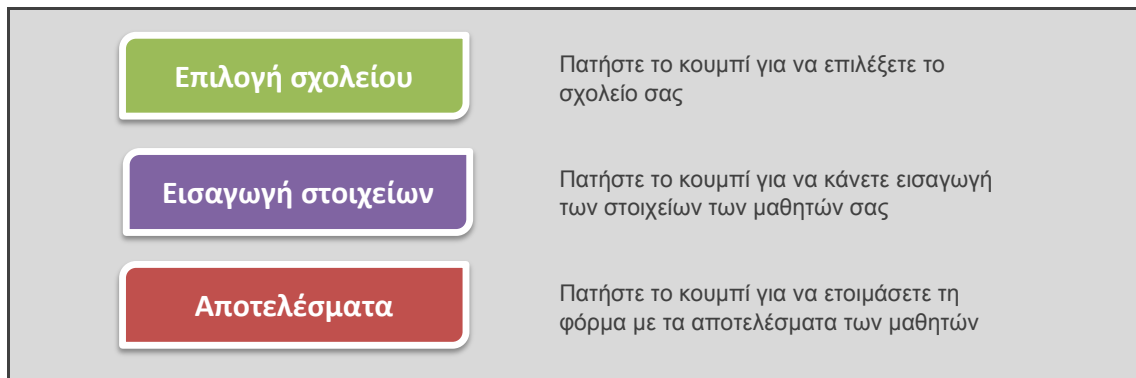 Επιλογή σχολείου
Πατήστε το κουμπί για να επιλέξετε το
σχολείο σας
Εισαγωγή στοιχείων
Πατήστε το κουμπί για να κάνετε εισαγωγή
των στοιχείων των μαθητών σας
Αποτελέσματα
Πατήστε το κουμπί για να ετοιμάσετε τη
φόρμα με τα αποτελέσματα των μαθητών